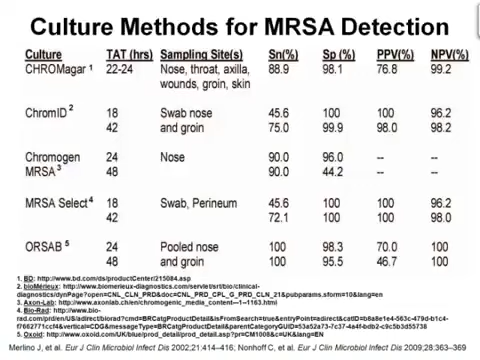 Culture Methods for MRSA Detection
Culture TAT (hrs) Sampling Site(s) Sn(%) Sp (%) PPV(%) NPV(%)
CHROMagar 1 22-24 Nose, throat, axilla, wounds, groin, skin 88.9 98.1 76.8 99.2
ChromID 2 18 Swab nose 45.6 100 100 96.2
42 and groin 75.0 99.9 98.0 98.2
Chromogen 24 Nose 90.0 96.0 -- --
MRSA 3 48 90.0 44.2 -- --
MRSA Select 4 18 Swab, Perineum 45.6 100 100 96.2
42 72.1 100 100 98.0
ORSAB 5 24 Pooled nose 100 98.3 70.0 100
48 and groin 100 95.5 46.7 100
1. BD: http://www.bd.com/ds/productCenter/215084.asp
2. bioMérieux: http://www.biomerieux-diagnostics.com/servlet/srt/bio/clinical-
diagnostics/dynPage?open=CNL_CLN_PRD&doc=CNL_PRD_CPL_G_PRD_CLN_21&pubparams.sform=10&lang=en
3. Axon-Lab: http://www.axonlab.ch/en/chromogenic_media_content---1--1163.html
4. Bio-Rad: http://www.bio-
rad.com/prd/en/US/adirect/biorad?cmd=BRCatgProductDetail&isFromSearch=true&entryPoint=adirect&catID=b8a8e1e4-563c-479d-b1c4-
f7662771ccf4&vertical=CDG&messageType=BRCatgProductDetail&parentCategoryGUID=53a52a73-7c37-4a4f-bdb2-c9c5b3d55738
5. Oxoid: http://www.oxoid.com/UK/blue/prod_detail/prod_detail.asp?pr=CM1008&c=UK&lang=EN
Merlino J, et al. Eur J Clin Microbiol Infect Dis 2002;21:414–416; Nonhoff C, et al. Eur J Clin Microbiol Infect Dis 2009;28:363–369